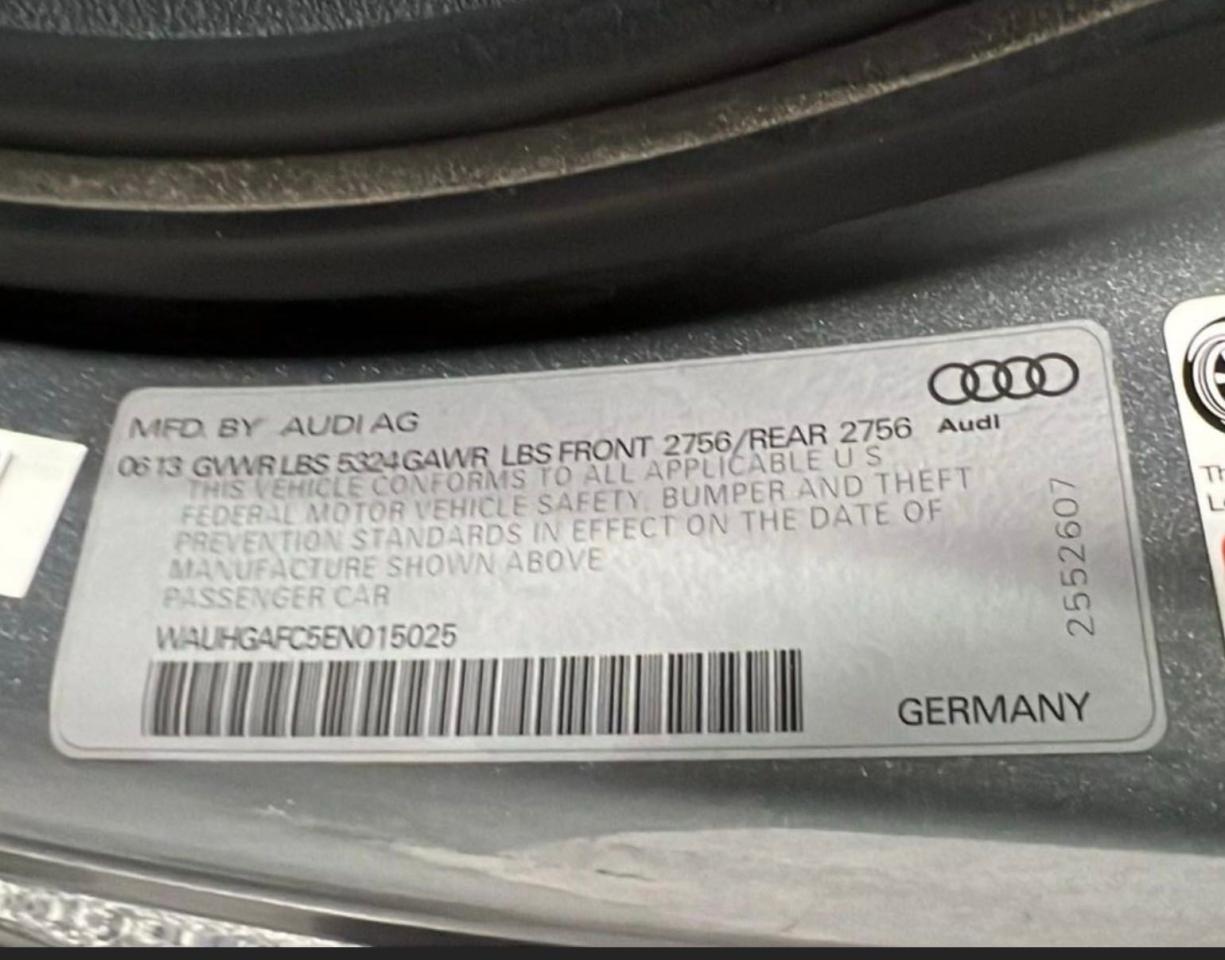 MFD. BY AUDI AG
Audi
06 13 GVWR LBS 5324 GAWR LBS FRONT 2756/REAR 2756
THIS VEHICLE CONFORMS TO ALL APPLICABLE U S
FEDERAL MOTOR VEHICLE SAFETY, BUMPER AND THEFT
PREVENTION STANDARDS IN EFFECT ON THE DATE OF
MANUFACTURE SHOWN ABOVE
PASSENGER CAR
WAUHGAFC5EN015025
2552607
GERMANY